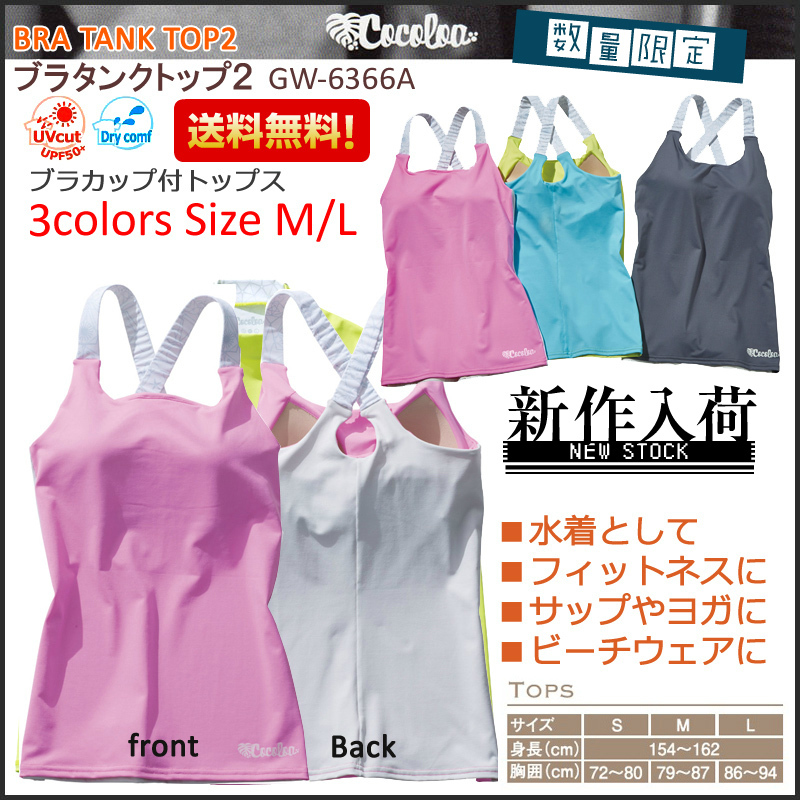 BRA TANK TOP2
Cocoloa
数量限定
ブラタンクトップ2 GW-6366A
UVcut
UPF50+
Dry comf
送料無料!
ブラカップ付トップス
3colors Size M/L
Cocoloa
新作入荷
NEW STOCK
■水着として
■フィットネスに
■サップやヨガに
■ビーチウェアに
front
Cocoloa
Back
TOPS
サイズ S M L
身長(cm) 154～162
胸囲(cm) 72～80 79～87 86～94